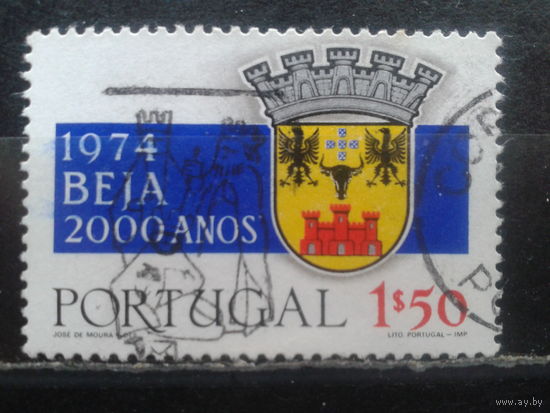 1974
BEJA
2000 ANOS
PORTUGAL 1$50
JOSÉ DE MOURA
LITO. PORTUGAL - IMP
www.ay.by